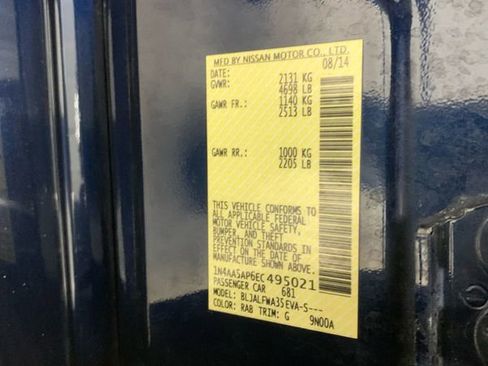 MFD BY NISSAN MOTOR CO., LTD.
DATE: 08/14
GVWR: 2131 KG
4698 LB
GAWR FR.: 1140 KG
2513 LB
GAWR RR.: 1000 KG
2205 LB
THIS VEHICLE CONFORMS TO
ALL APPLICABLE FEDERAL
MOTOR VEHICLE SAFETY,
BUMPER, AND THEFT
PREVENTION STANDARDS IN
EFFECT ON THE DATE OF
MANUFACTURE SHOWN ABOVE.
1N4AA5AP6EC495021
PASSENGER CAR 681
MODEL: BLJALFWA35EVA-S---
COLOR: RAB TRIM: G 9N00A